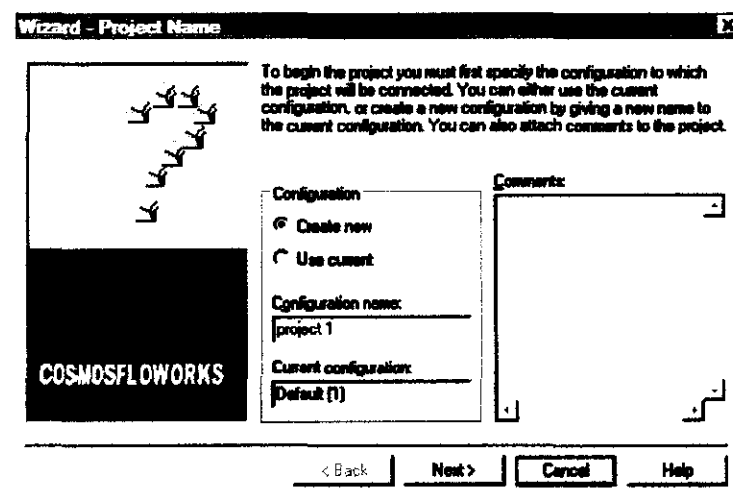 Wizard - Project Name
To begin the project you must first specify the configuration to which
the project will be connected. You can either use the current
configuration, or create a new configuration by giving a new name to
the current configuration. You can also attach comments to the project.
Configuration
Create new
Use current
Configuration name:
project 1
Current configuration:
Default [1]
Comments:
COSMOSFLOWORKS
< Back
Next >
Cancel
Help